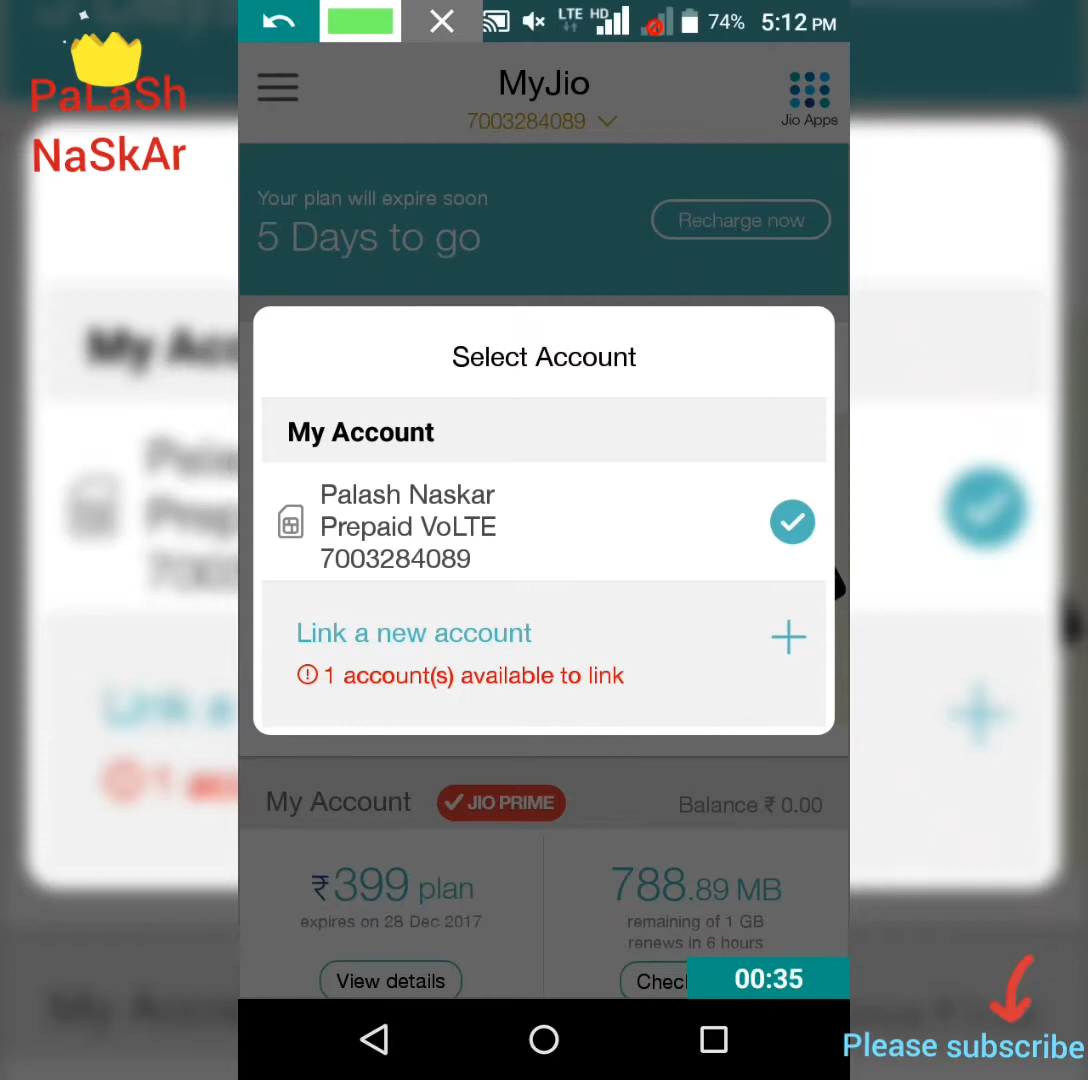 PaLaSh
NaSkAr
LTE HD 74% 5:12 PM
MyJio
7003284089
Jio Apps
Your plan will expire soon
5 Days to go
Recharge now
Select Account
My Account
Palash Naskar
Prepaid VoLTE
7003284089
Link a new account
1 account(s) available to link
My Account
JIO PRIME
Balance ₹ 0.00
₹399 plan
expires on 28 Dec 2017
View details
788.89 MB
remaining of 1 GB
renews in 6 hours
Chec
00:35
Please subscribe